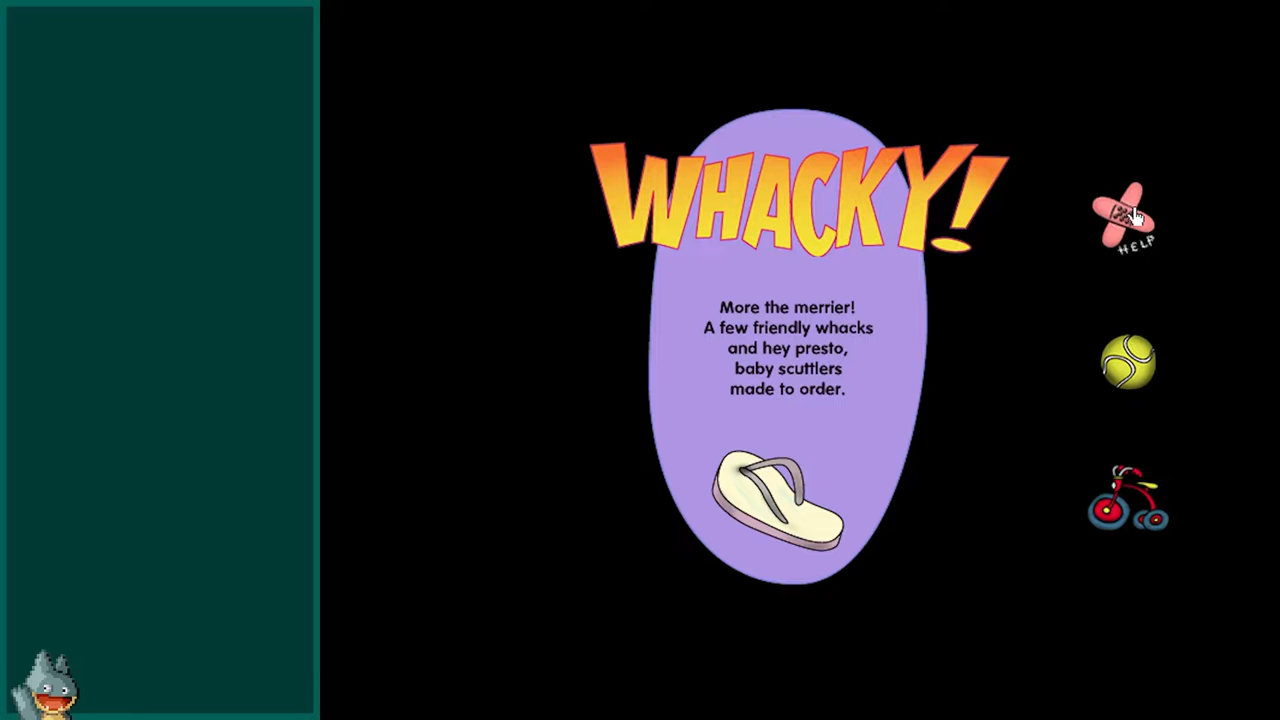 WHACKY!
More the merrier!
A few friendly whacks
and hey presto,
baby scuttlers
made to order.
HELP